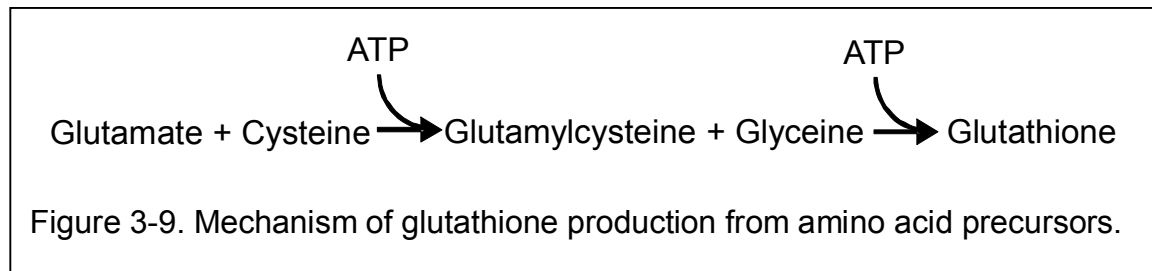 ATP ATP
Glutamate + Cysteine Glutamylcysteine + Glyceine Glutathione
Figure 3-9. Mechanism of glutathione production from amino acid precursors.